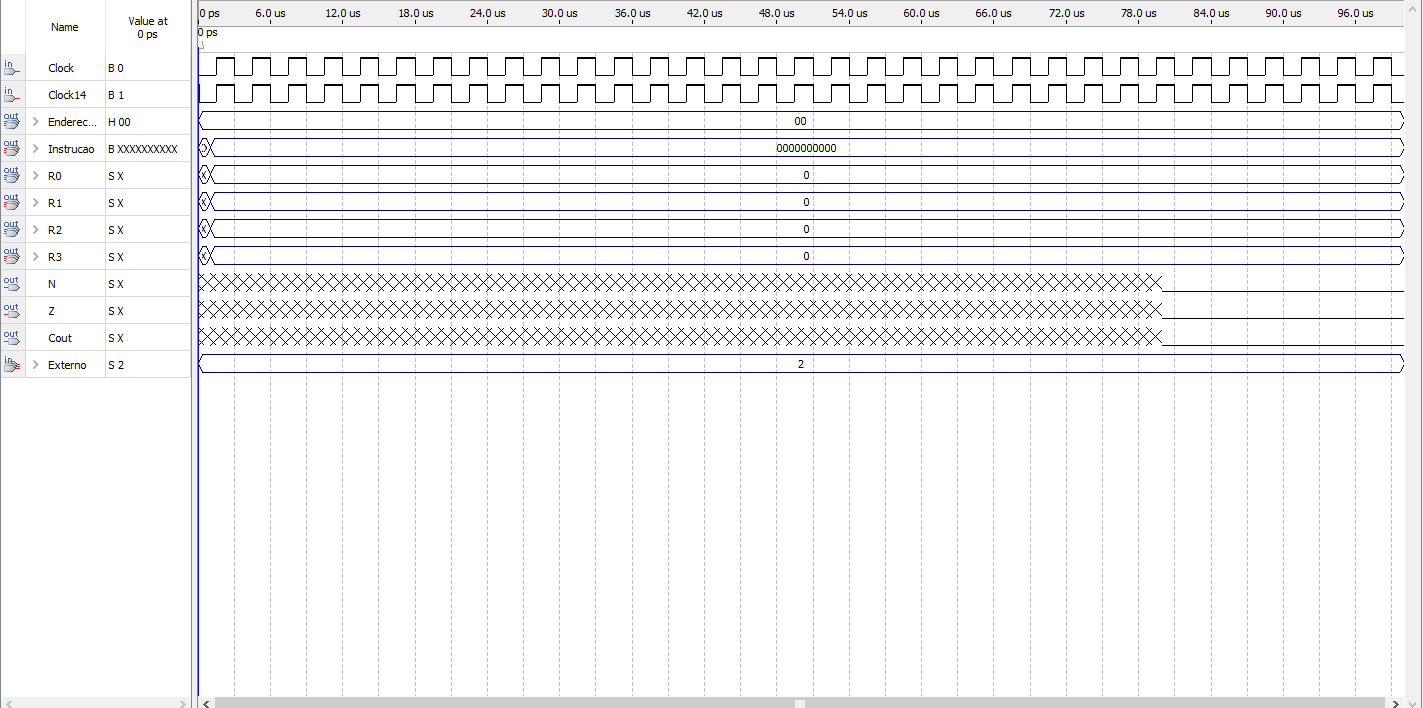 Name
Value at
0 ps
0 ps 6.0 us 12.0 us 18.0 us 24.0 us 30.0 us 36.0 us 42.0 us 48.0 us 54.0 us 60.0 us 66.0 us 72.0 us 78.0 us 84.0 us 90.0 us 96.0 us
0 ps
in Clock B 0
in Clock14 B 1
out Enderec... H 00 00
out Instrucao B XXXXXXXXXX 0000000000
out R0 S X X 0
out R1 S X X 0
out R2 S X X 0
out R3 S X X 0
out N S X
out Z S X
out Cout S X
in Externo S 2 2